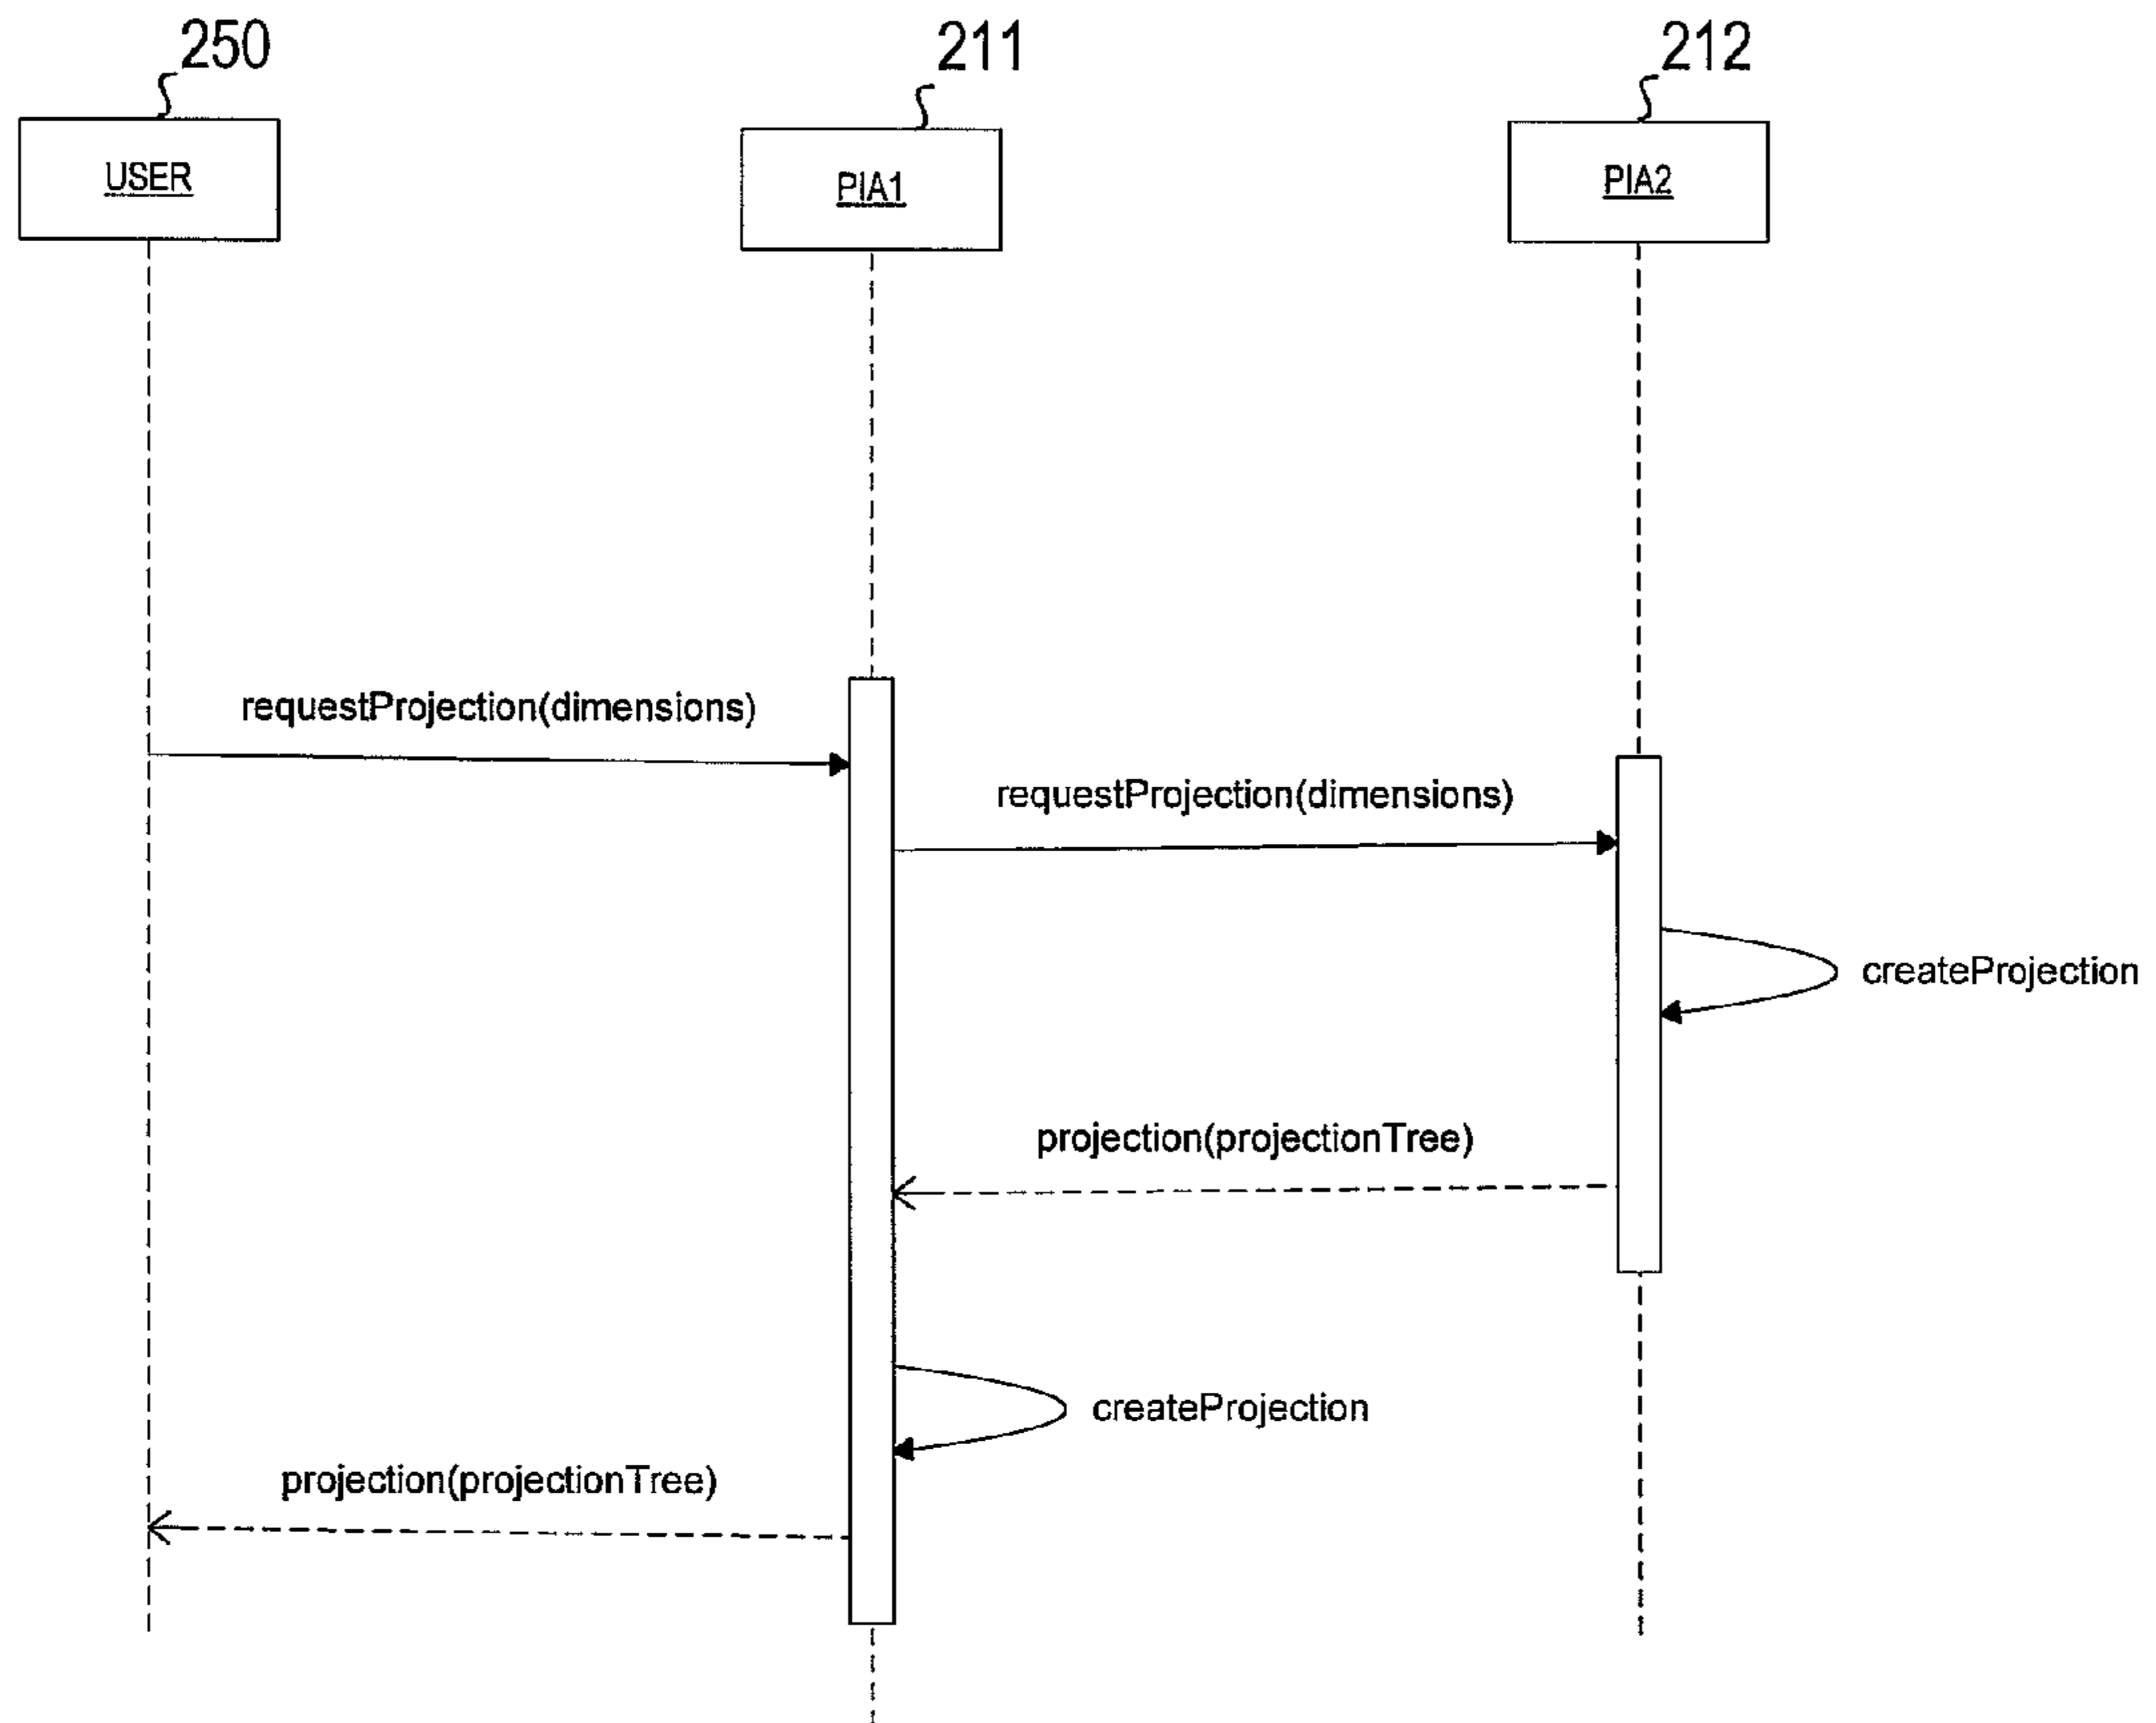 250
211
212
USER
PIA1
PIA2
requestProjection(dimensions)
requestProjection(dimensions)
createProjection
projection(projectionTree)
createProjection
projection(projectionTree)